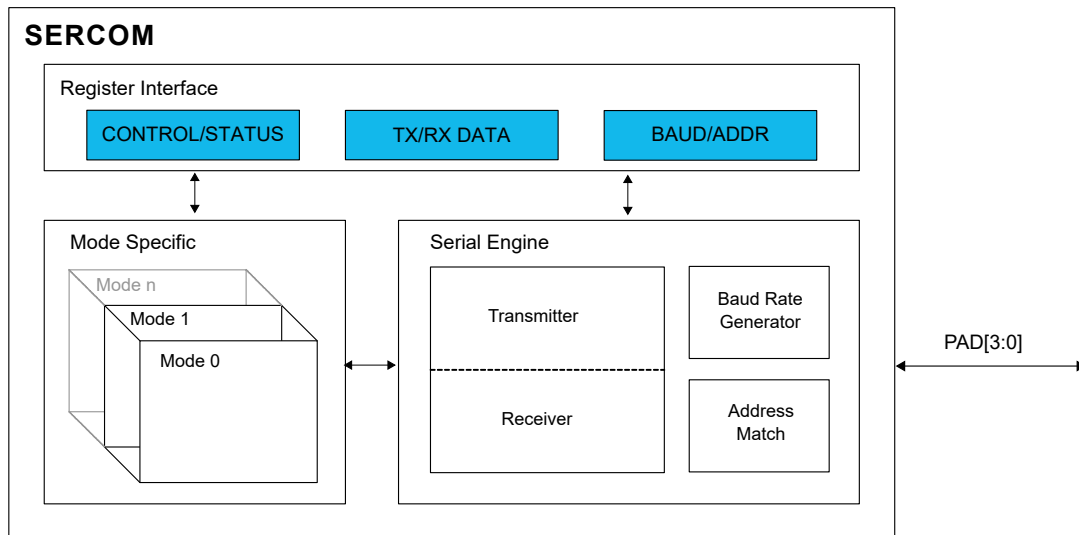 SERCOM
Register Interface
CONTROL/STATUS
TX/RX DATA
BAUD/ADDR
Mode Specific
Mode n
Mode 1
Mode 0
Serial Engine
Transmitter
Receiver
Baud Rate
Generator
Address
Match
PAD[3:0]